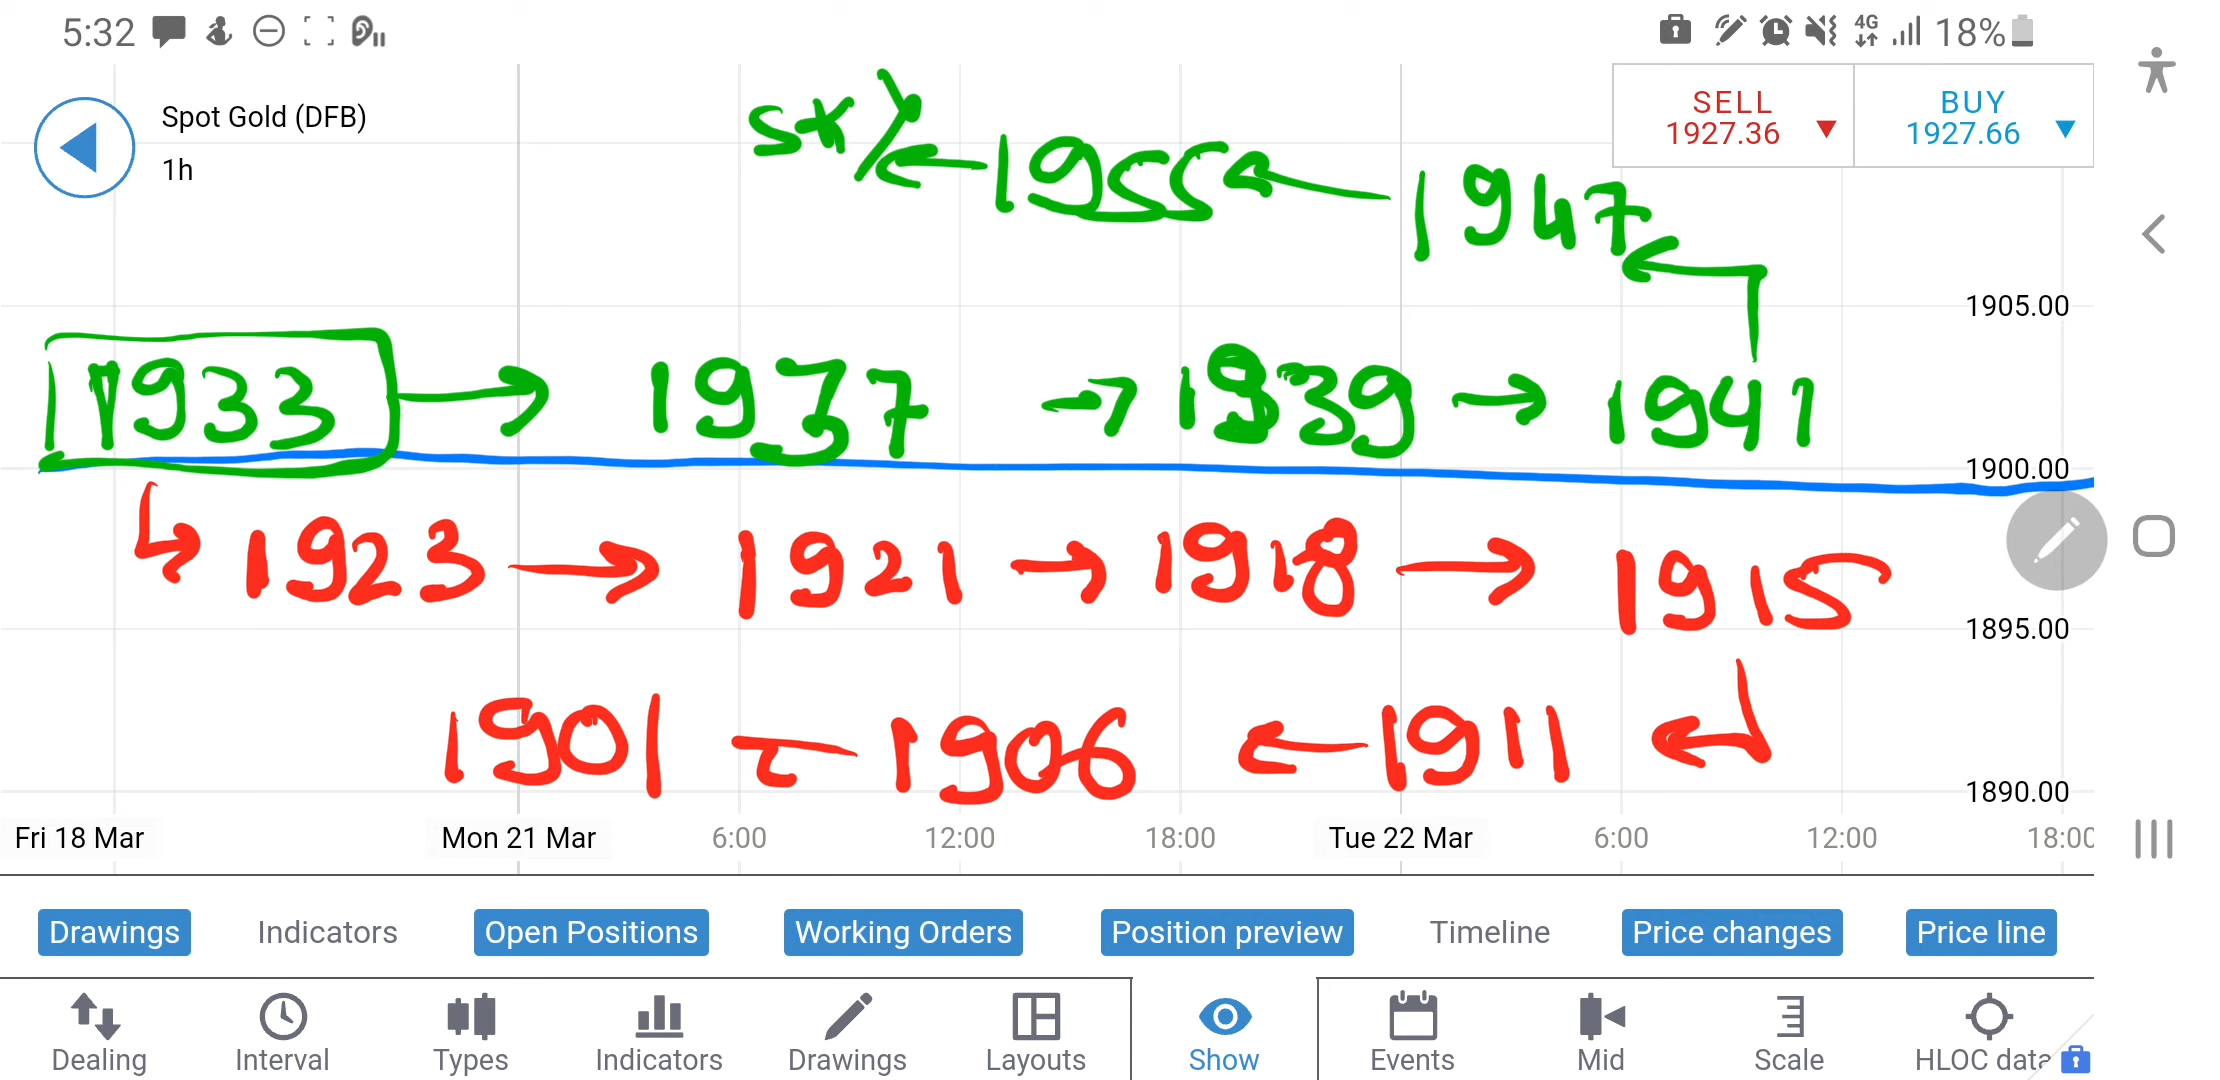 5:32 4G 18%
Spot Gold (DFB)
1h
SELL
1927.36
BUY
1927.66
1955 1947
1905.00
1933 → 1937 → 1939 → 1941
1900.00
1923 → 1921 → 1918 → 1915
1895.00
1901 ← 1906 ← 1911
1890.00
Fri 18 Mar Mon 21 Mar 6:00 12:00 18:00 Tue 22 Mar 6:00 12:00 18:00
Drawings Indicators Open Positions Working Orders Position preview Timeline Price changes Price line
Dealing Interval Types Indicators Drawings Layouts Show Events Mid Scale HLOC data